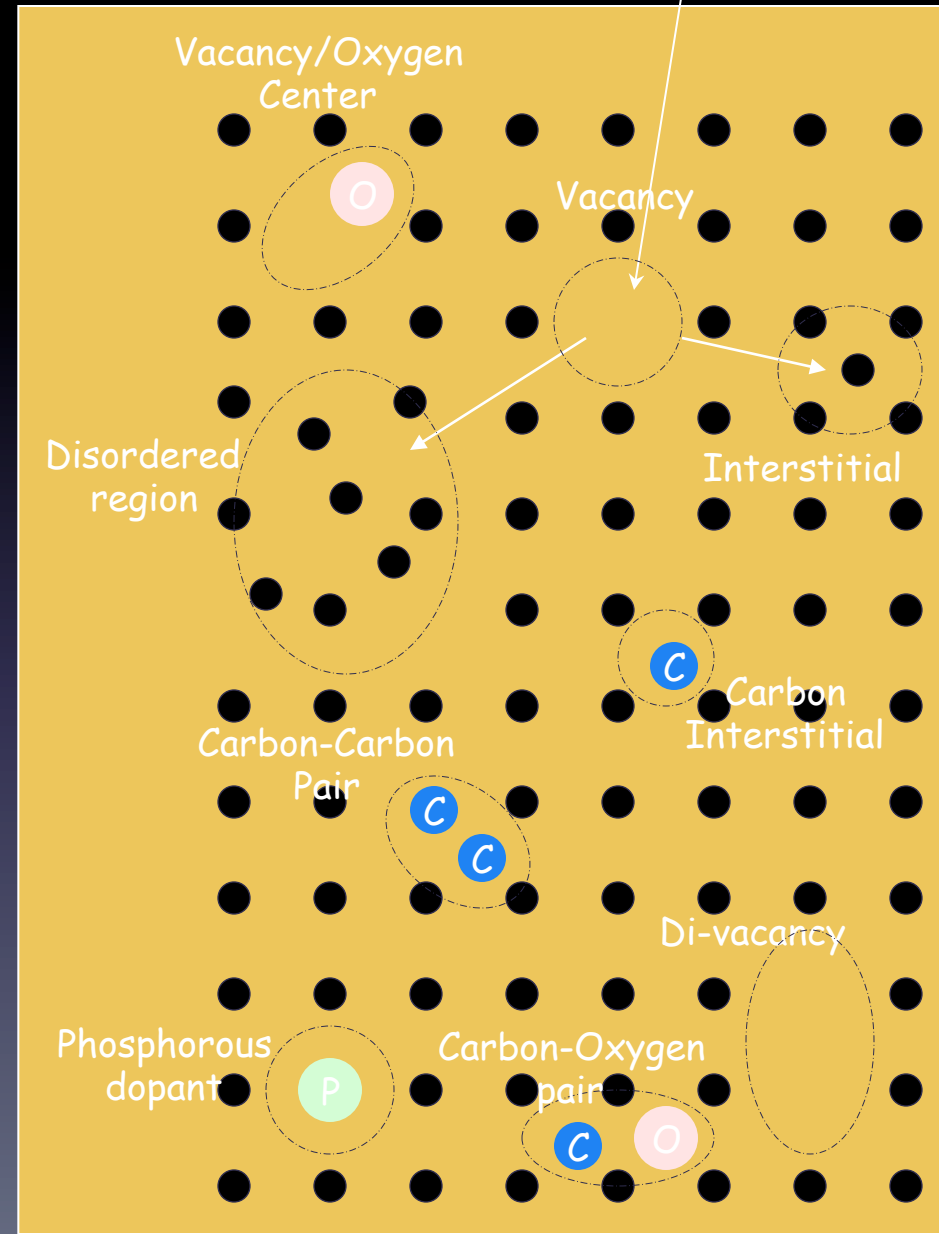 Vacancy/Oxygen
Center
O
Vacancy
Disordered
region
Interstitial
C
Carbon
Interstitial
Carbon-Carbon
Pair
C
C
Di-vacancy
Phosphorous
dopant
P
Carbon-Oxygen
pair
C
O